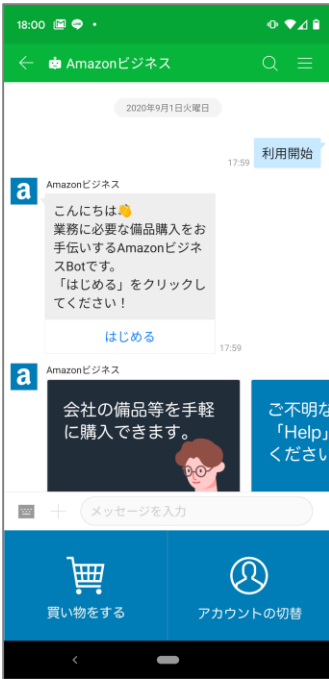 18:00
Amazonビジネス
2020年9月1日火曜日
利用開始
17:59
a
Amazonビジネス
こんにちは👋
業務に必要な備品購入をお
手伝いするAmazonビジネ
スBotです。
「はじめる」をクリックし
てください！
はじめる
17:59
a
Amazonビジネス
会社の備品等を手軽
に購入できます。
ご不明な
「Help」
ください
メッセージを入力
買い物をする
アカウントの切替